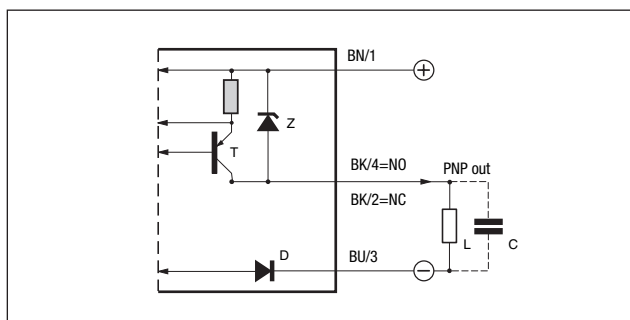 BN/1
Z
T
BK/4=NO
PNP out
BK/2=NC
L
C
D
BU/3